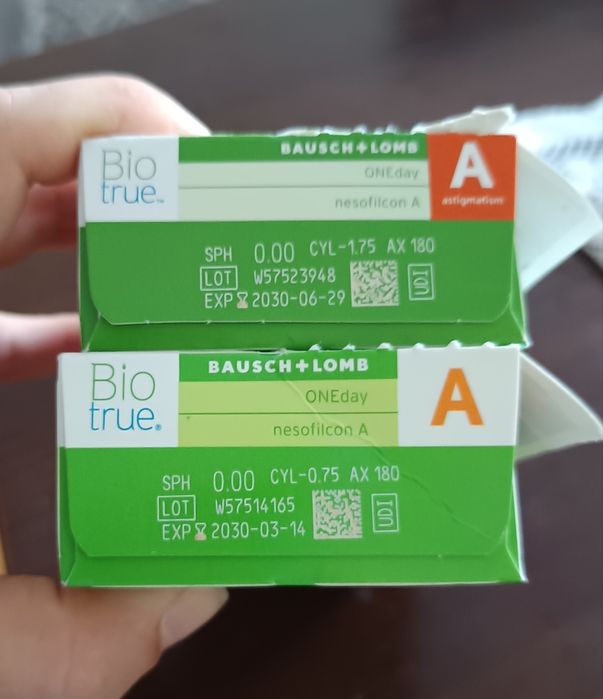 Bio
true™
BAUSCH+LOMB
ONEday
nesofilcon A
A
astigmatism
SPH 0.00 CYL-1.75 AX 180
LOT W57523948
EXP 2030-06-29
UDI
Bio
true®
BAUSCH+LOMB
ONEday
nesofilcon A
A
SPH 0.00 CYL-0.75 AX 180
LOT W57514165
EXP 2030-03-14
UDI